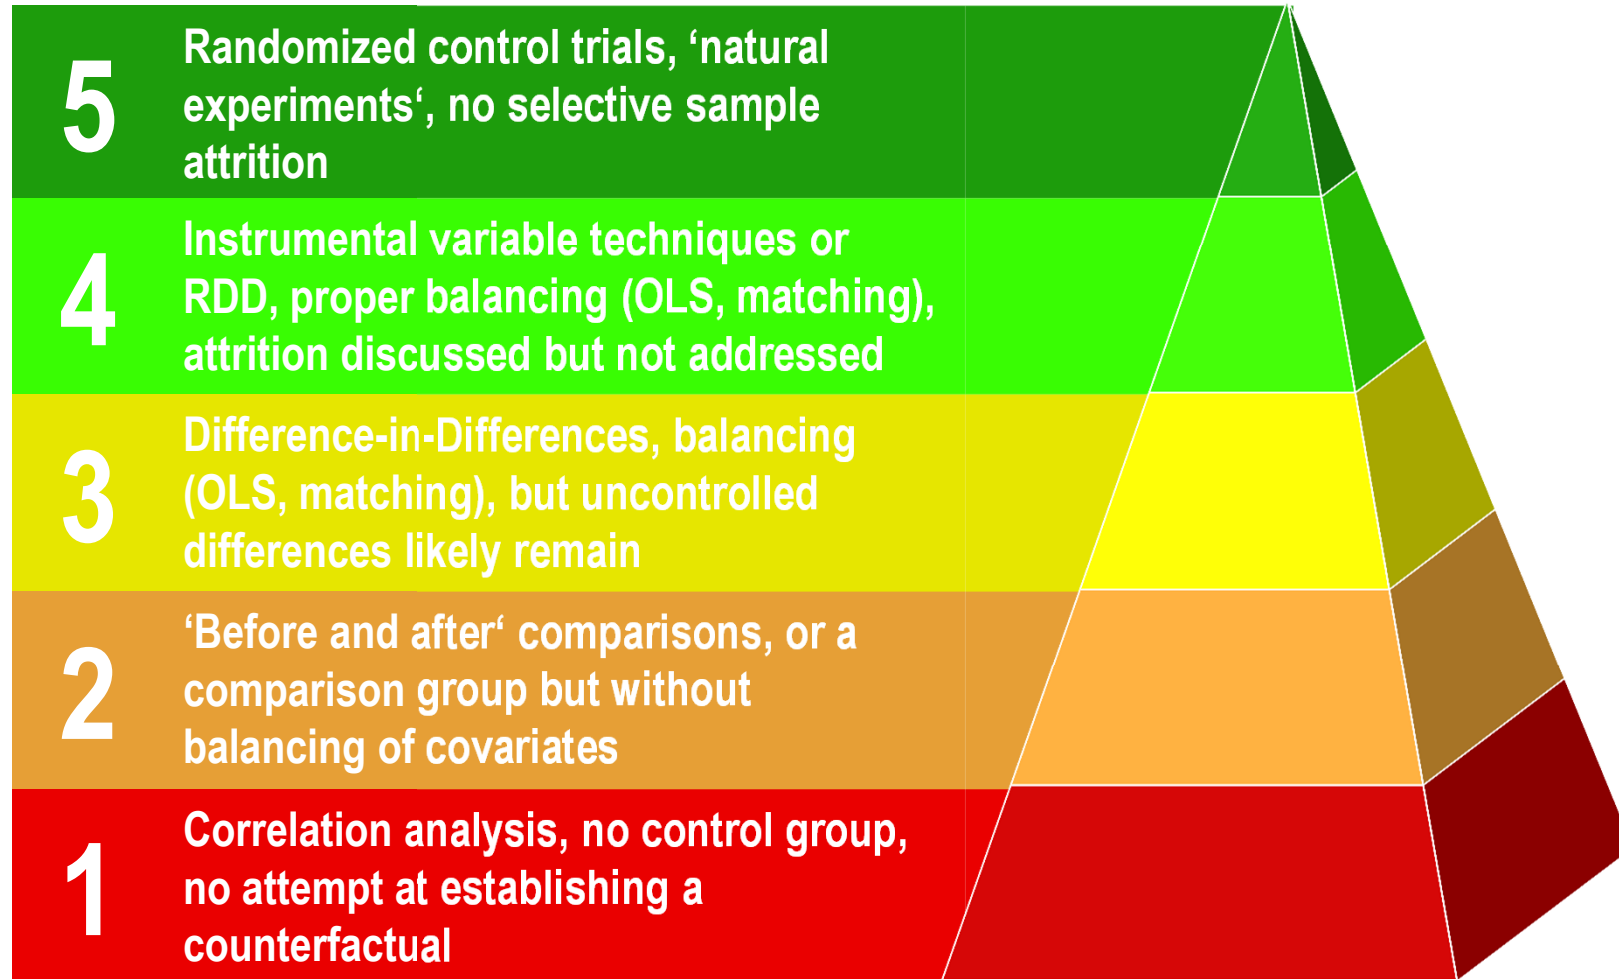 5
Randomized control trials, ‘natural
experiments‘, no selective sample
attrition
4
Instrumental variable techniques or
RDD, proper balancing (OLS, matching),
attrition discussed but not addressed
3
Difference-in-Differences, balancing
(OLS, matching), but uncontrolled
differences likely remain
2
‘Before and after‘ comparisons, or a
comparison group but without
balancing of covariates
1
Correlation analysis, no control group,
no attempt at establishing a
counterfactual